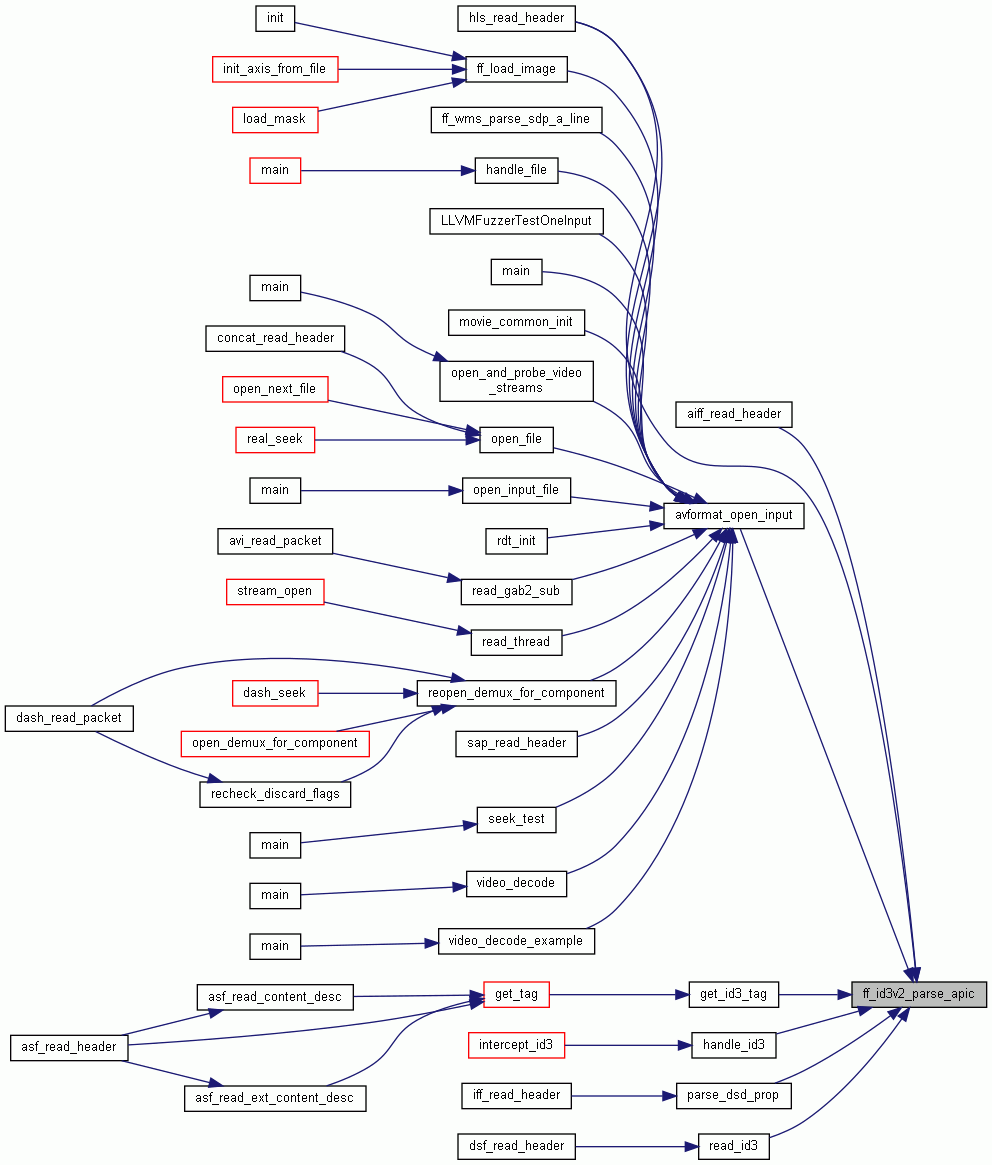 init
hls_read_header
init_axis_from_file
ff_load_image
load_mask
ff_wms_parse_sdp_a_line
main
handle_file
LLVMFuzzerTestOneInput
main
main
movie_common_init
concat_read_header
open_and_probe_video
_streams
open_next_file
aiff_read_header
real_seek
open_file
main
open_input_file
avformat_open_input
avi_read_packet
rdt_init
stream_open
read_gab2_sub
read_thread
dash_seek
reopen_demux_for_component
dash_read_packet
open_demux_for_component
sap_read_header
recheck_discard_flags
seek_test
main
video_decode
main
video_decode_example
main
asf_read_content_desc
get_tag
get_id3_tag
ff_id3v2_parse_apic
asf_read_header
intercept_id3
handle_id3
asf_read_ext_content_desc
iff_read_header
parse_dsd_prop
dsf_read_header
read_id3